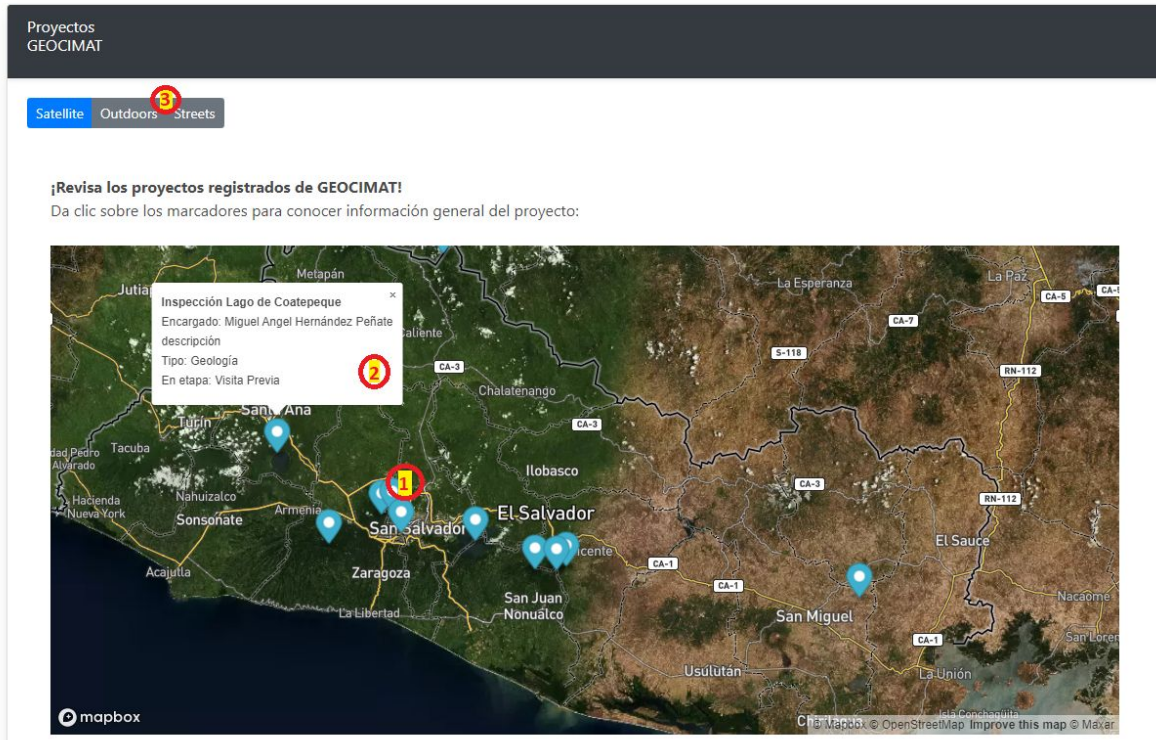 Proyectos
GEOCIMAT
Satellite Outdoors Streets
3
¡Revisa los proyectos registrados de GEOCIMAT!
Da clic sobre los marcadores para conocer información general del proyecto:
Metapán
La Esperanza
La Paz
CA-5
CA-7
S-118
RN-112
Inspección Lago de Coatepeque ×
Encargado: Miguel Angel Hernández Peñate
descripción
Tipo: Geología
En etapa: Visita Previa
2
CA-3
Chalatenango
CA-3
Santa Ana
Turín
Tacuba
Ilobasco
1
CA-3
RN-112
Hacienda
Nueva York
Nahuizalco
Sonsonate
Armenia
San Salvador
El Salvador
El Sauce
CA-1
Acajutla
Zaragoza
CA-1
La Libertad
San Juan
Nonualco
San Miguel
Nacaome
CA-1
Usulután
La Unión
mapbox
© Mapbox © OpenStreetMap Improve this map © Maxar